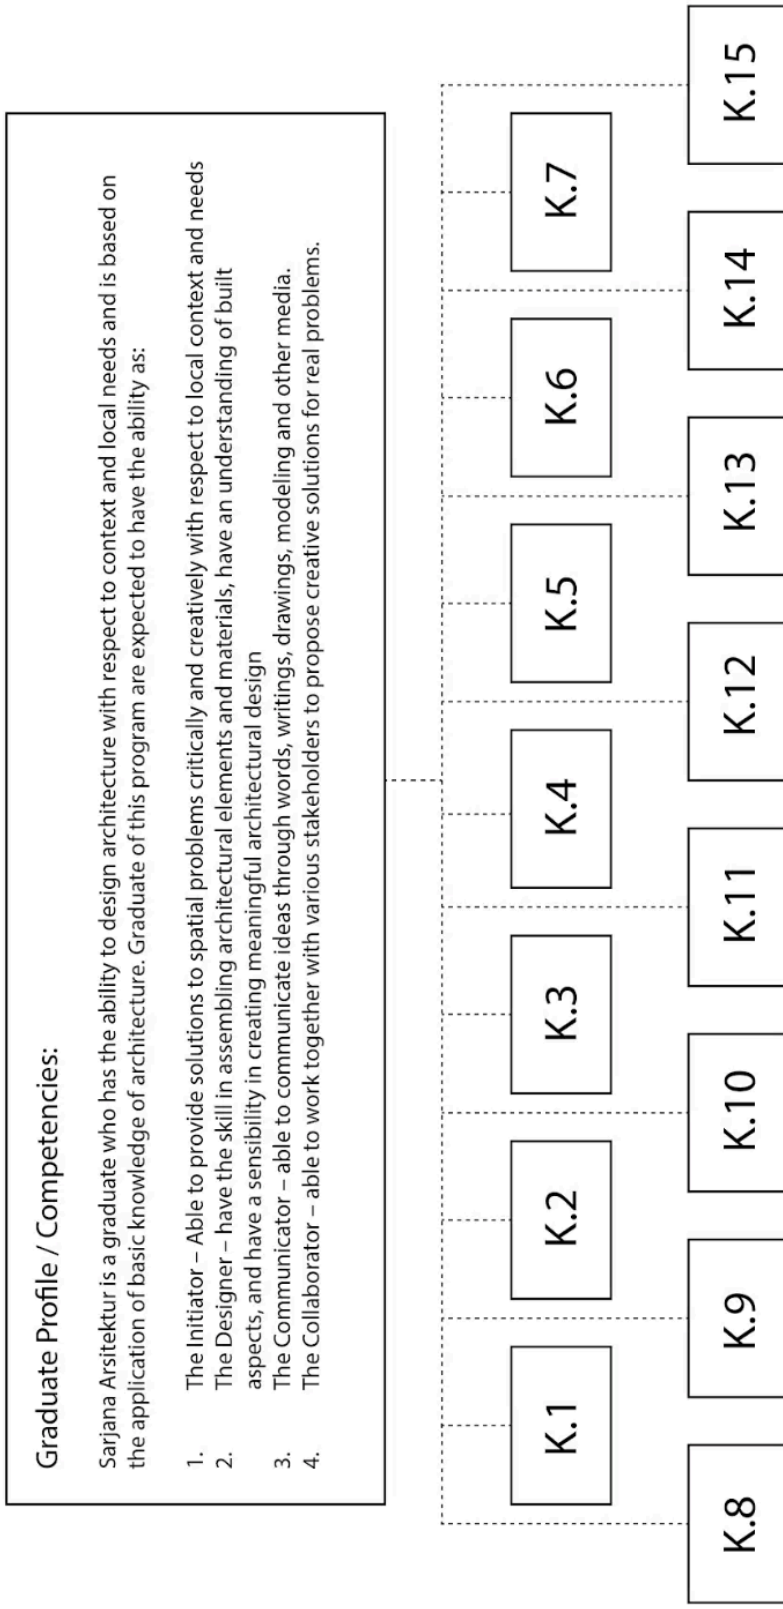 Graduate Profile / Competencies:
Sarjana Arsitektur is a graduate who has the ability to design architecture with respect to context and local needs and is based on
the application of basic knowledge of architecture. Graduate of this program are expected to have the ability as:
1. The Initiator – Able to provide solutions to spatial problems critically and creatively with respect to local context and needs
2. The Designer – have the skill in assembling architectural elements and materials, have an understanding of built
aspects, and have a sensibility in creating meaningful architectural design
3. The Communicator – able to communicate ideas through words, writings, drawings, modeling and other media.
4. The Collaborator – able to work together with various stakeholders to propose creative solutions for real problems.
K.1 K.2 K.3 K.4 K.5 K.6 K.7
K.8 K.9 K.10 K.11 K.12 K.13 K.14 K.15